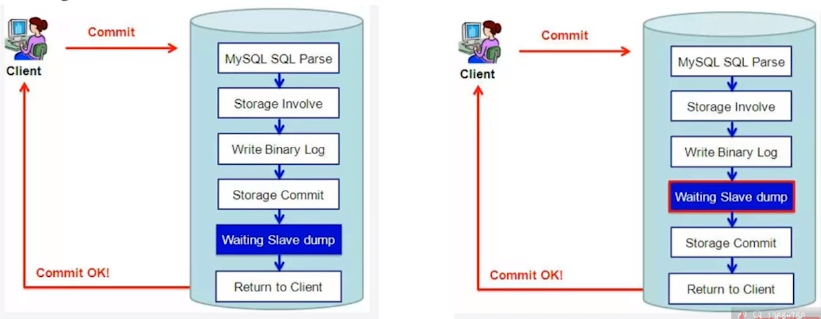 Commit
Client
MySQL SQL Parse
Storage Involve
Write Binary Log
Storage Commit
Waiting Slave dump
Return to Client
Commit OK!
Commit
Client
MySQL SQL Parse
Storage Involve
Write Binary Log
Waiting Slave dump
Storage Commit
Return to Client
Commit OK!